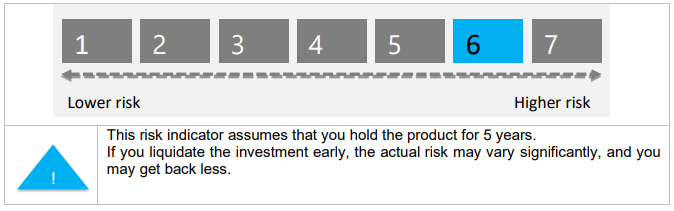 1 2 3 4 5 6 7
Lower risk Higher risk
This risk indicator assumes that you hold the product for 5 years.
If you liquidate the investment early, the actual risk may vary significantly, and you
may get back less.
!